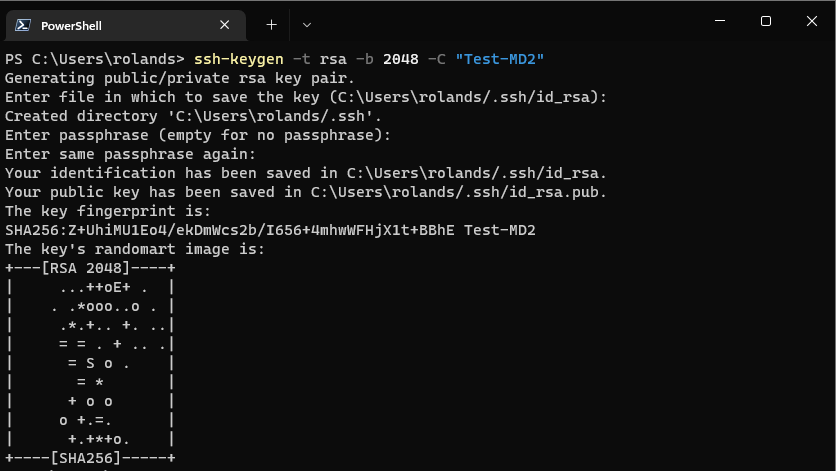 PowerShell
PS C:\Users\rolands> ssh-keygen -t rsa -b 2048 -C "Test-MD2"
Generating public/private rsa key pair.
Enter file in which to save the key (C:\Users\rolands/.ssh/id_rsa):
Created directory 'C:\Users\rolands/.ssh'.
Enter passphrase (empty for no passphrase):
Enter same passphrase again:
Your identification has been saved in C:\Users\rolands/.ssh/id_rsa.
Your public key has been saved in C:\Users\rolands/.ssh/id_rsa.pub.
The key fingerprint is:
SHA256:Z+UhiMU1Eo4/ekDmWcs2b/I656+4mhwWFHjX1t+BBhE Test-MD2
The key's randomart image is:
+---[RSA 2048]----+
|     ...++oE+ .  |
|    . .*ooo..o . |
|     .*.+.. +. ..|
|     = = . + .. .|
|      = S o .    |
|       = *       |
|      + o o      |
|     o +.=.      |
|      +.+*+o.    |
+----[SHA256]-----+